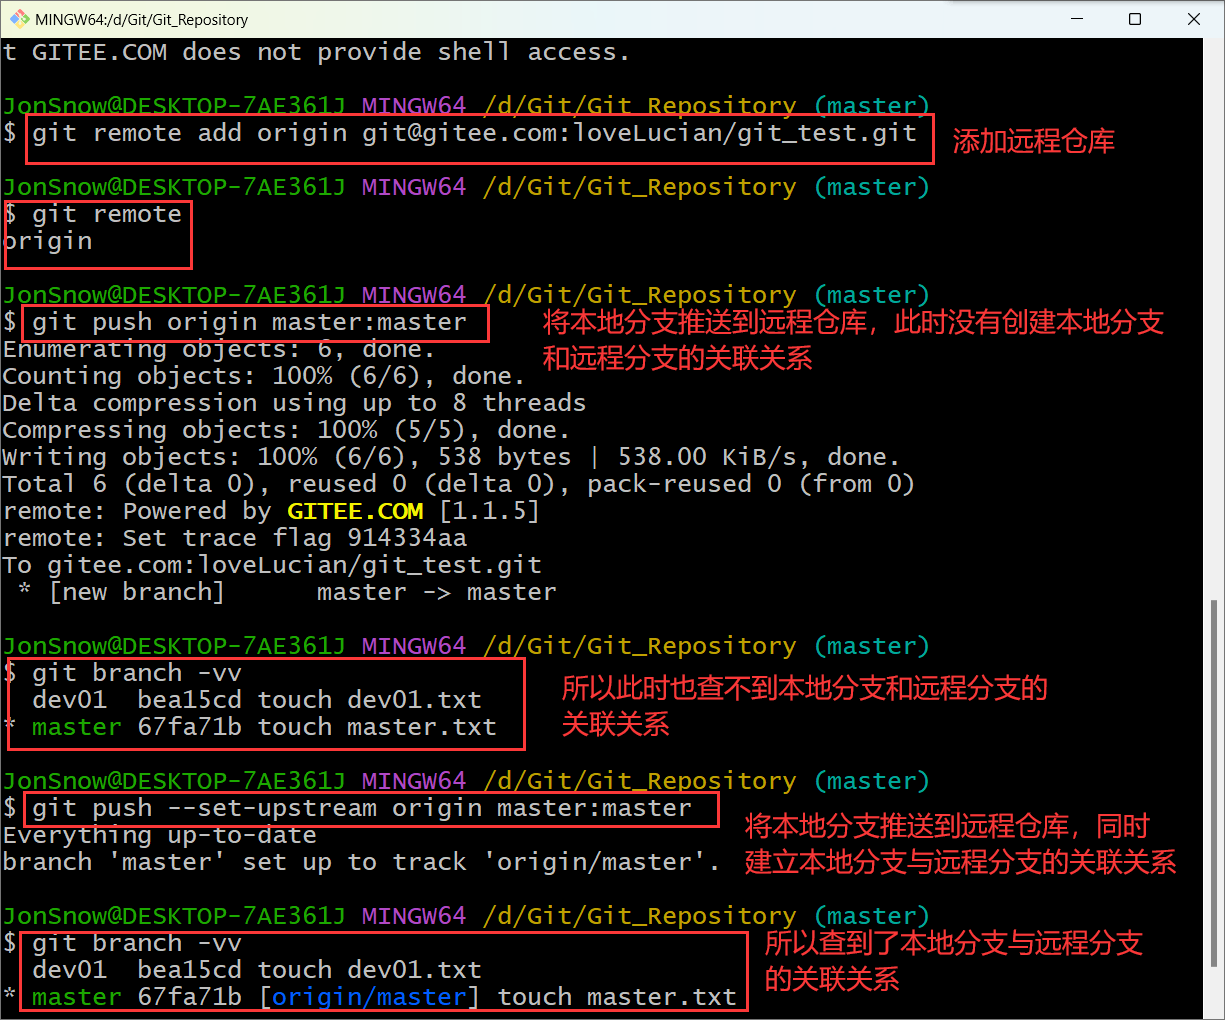 MINGW64:/d/Git/Git_Repository
t GITEE.COM does not provide shell access.
JonSnow@DESKTOP-7AE361J MINGW64 /d/Git/Git_Repository (master)
$ git remote add origin git@gitee.com:loveLucian/git_test.git
添加远程仓库
JonSnow@DESKTOP-7AE361J MINGW64 /d/Git/Git_Repository (master)
$ git remote
origin
JonSnow@DESKTOP-7AE361J MINGW64 /d/Git/Git_Repository (master)
$ git push origin master:master
将本地分支推送到远程仓库，此时没有创建本地分支
和远程分支的关联关系
Enumerating objects: 6, done.
Counting objects: 100% (6/6), done.
Delta compression using up to 8 threads
Compressing objects: 100% (5/5), done.
Writing objects: 100% (6/6), 538 bytes | 538.00 KiB/s, done.
Total 6 (delta 0), reused 0 (delta 0), pack-reused 0 (from 0)
remote: Powered by GITEE.COM [1.1.5]
remote: Set trace flag 914334aa
To gitee.com:loveLucian/git_test.git
 * [new branch]      master -> master
JonSnow@DESKTOP-7AE361J MINGW64 /d/Git/Git_Repository (master)
$ git branch -vv
  dev01  bea15cd touch dev01.txt
* master 67fa71b touch master.txt
所以此时也查不到本地分支和远程分支的
关联关系
JonSnow@DESKTOP-7AE361J MINGW64 /d/Git/Git_Repository (master)
$ git push --set-upstream origin master:master
Everything up-to-date
branch 'master' set up to track 'origin/master'.
将本地分支推送到远程仓库，同时
建立本地分支与远程分支的关联关系
JonSnow@DESKTOP-7AE361J MINGW64 /d/Git/Git_Repository (master)
$ git branch -vv
  dev01  bea15cd touch dev01.txt
* master 67fa71b [origin/master] touch master.txt
所以查到了本地分支与远程分支
的关联关系